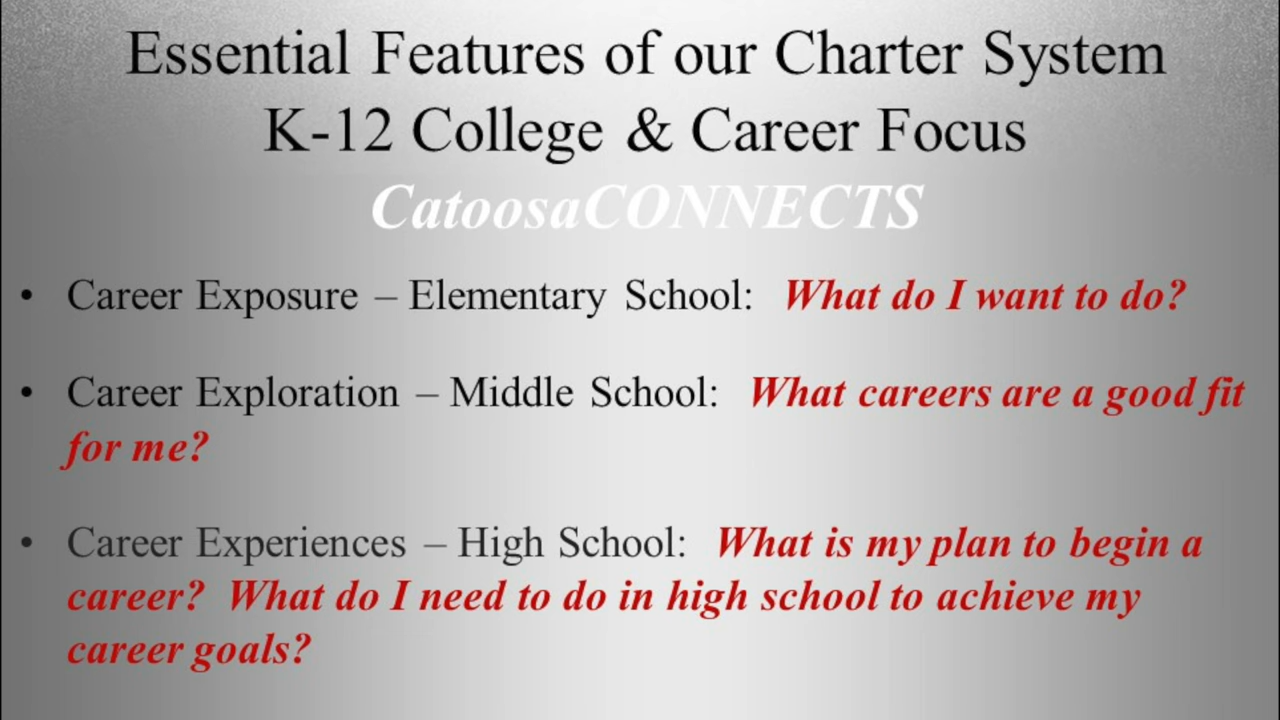 Essential Features of our Charter System
K-12 College & Career Focus
CatoosaCONNECTS
• Career Exposure – Elementary School: What do I want to do?
• Career Exploration – Middle School: What careers are a good fit
for me?
• Career Experiences – High School: What is my plan to begin a
career? What do I need to do in high school to achieve my
career goals?